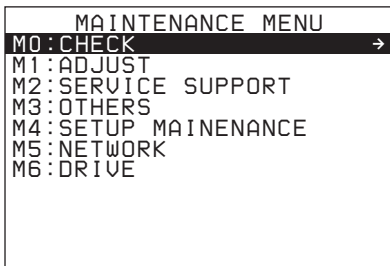 MAINTENANCE MENU
M0:CHECK →
M1:ADJUST
M2:SERVICE SUPPORT
M3:OTHERS
M4:SETUP MAINENANCE
M5:NETWORK
M6:DRIVE